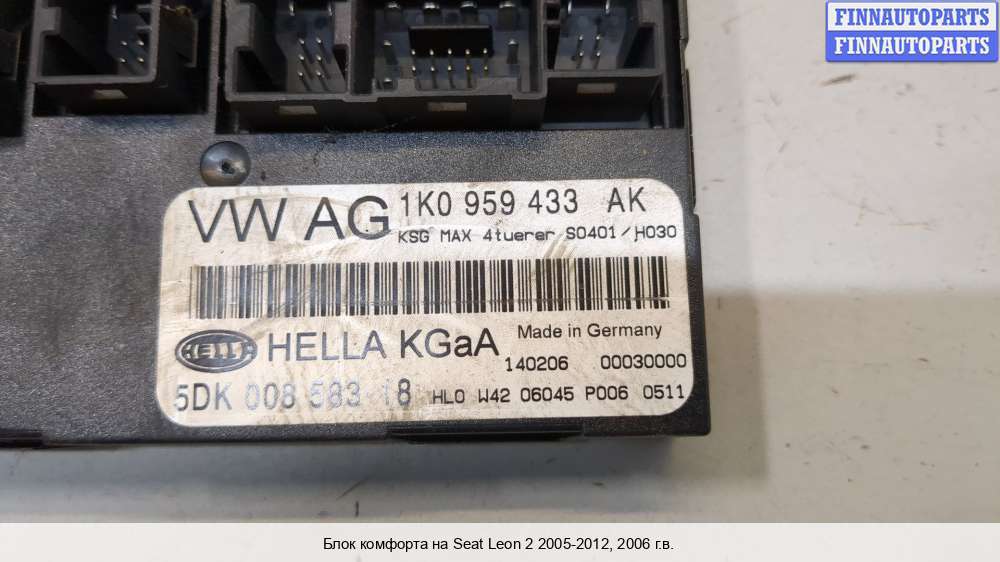 FINNAUTOPARTS
FINNAUTOPARTS
VW AG 1K0 959 433 AK
KSG MAX 4tuerer S0401/H030
HELLA HELLA KGaA Made in Germany
140206 00030000
5DK 008 583 18 HL0 W42 06045 P006 0511
Блок комфорта на Seat Leon 2 2005-2012, 2006 г.в.